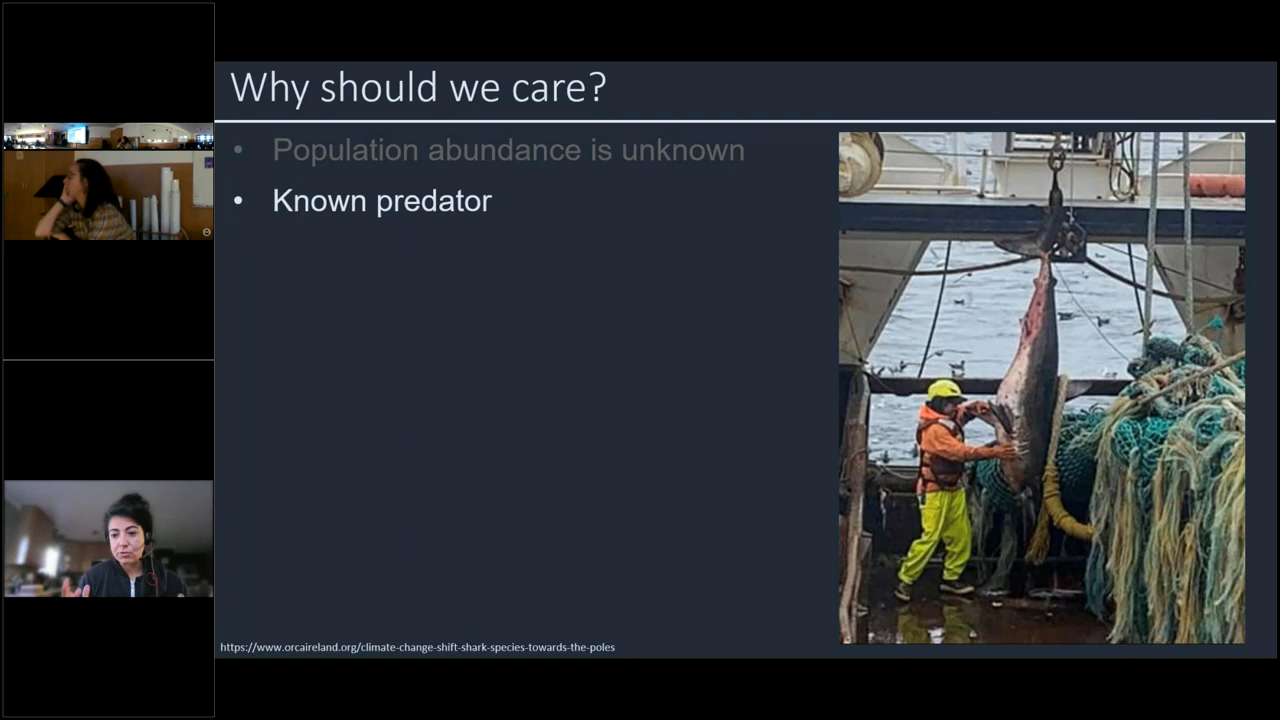 Why should we care?
• Population abundance is unknown
• Known predator
https://www.orcaireland.org/climate-change-shift-shark-species-towards-the-poles